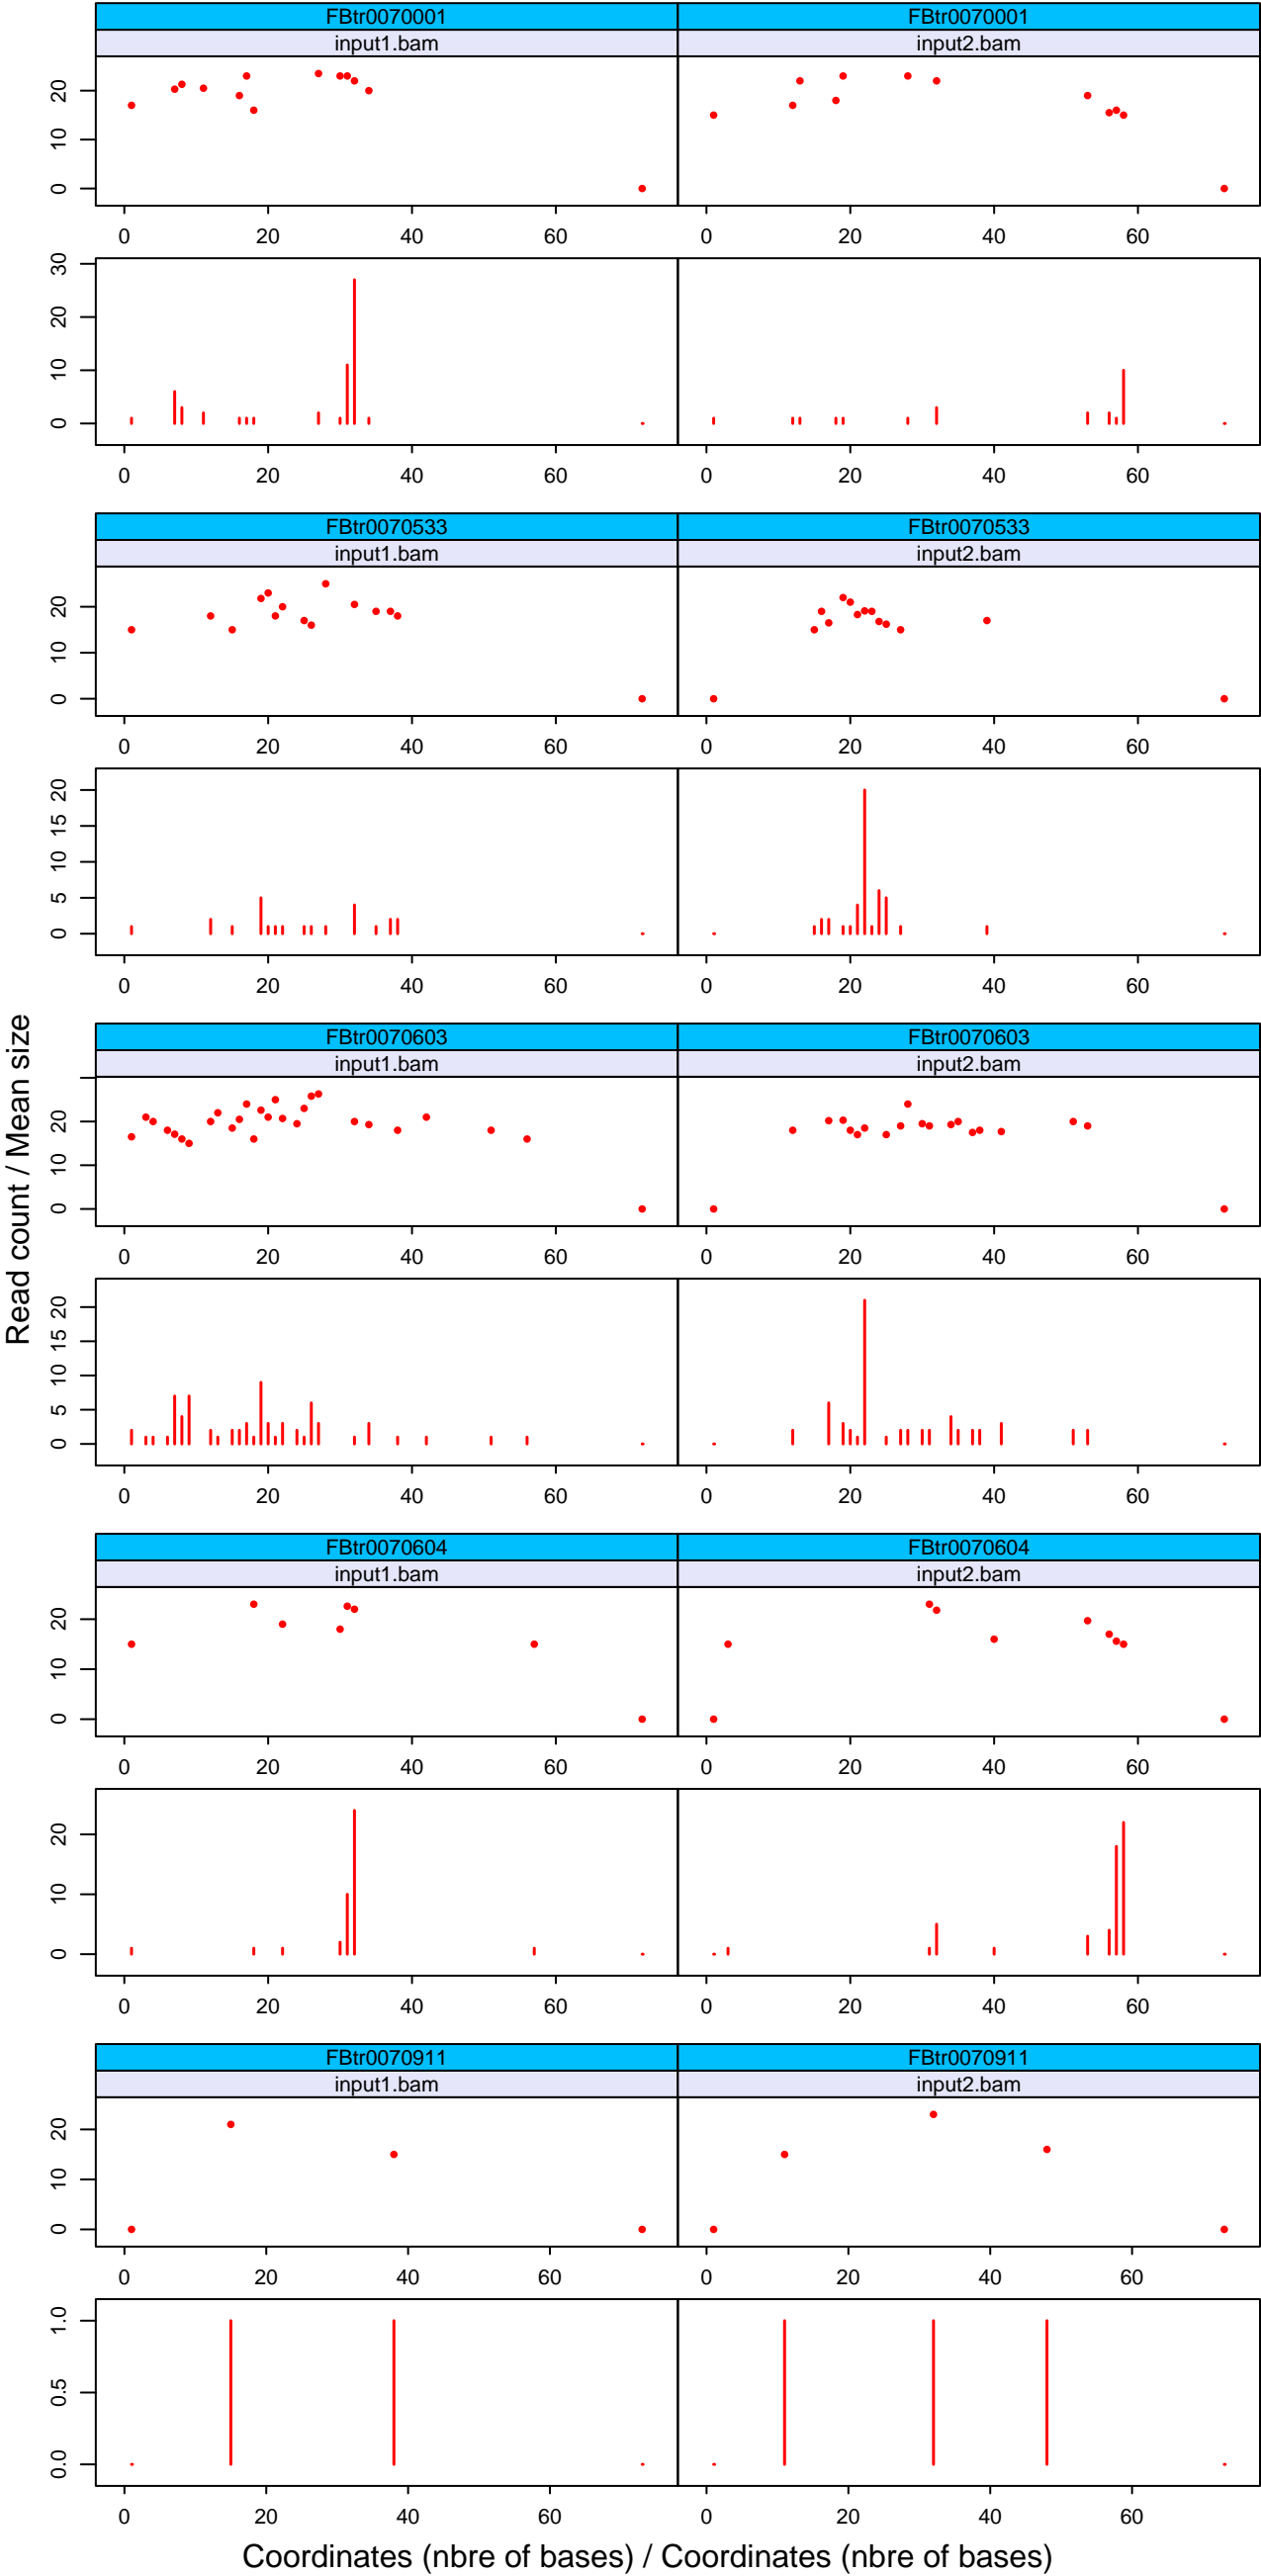 FBtr0070001 FBtr0070001
input1.bam input2.bam
20
10
0
0 20 40 60 0 20 40 60
30
20
10
0
0 20 40 60 0 20 40 60
FBtr0070533 FBtr0070533
input1.bam input2.bam
20
10
0
0 20 40 60 0 20 40 60
20
15
10
5
0
0 20 40 60 0 20 40 60
Read count / Mean size
FBtr0070603 FBtr0070603
input1.bam input2.bam
20
10
0
0 20 40 60 0 20 40 60
20
15
10
5
0
0 20 40 60 0 20 40 60
FBtr0070604 FBtr0070604
input1.bam input2.bam
20
10
0
0 20 40 60 0 20 40 60
20
10
0
0 20 40 60 0 20 40 60
FBtr0070911 FBtr0070911
input1.bam input2.bam
20
10
0
0 20 40 60 0 20 40 60
1.0
0.5
0.0
0 20 40 60 0 20 40 60
Coordinates (nbre of bases) / Coordinates (nbre of bases)